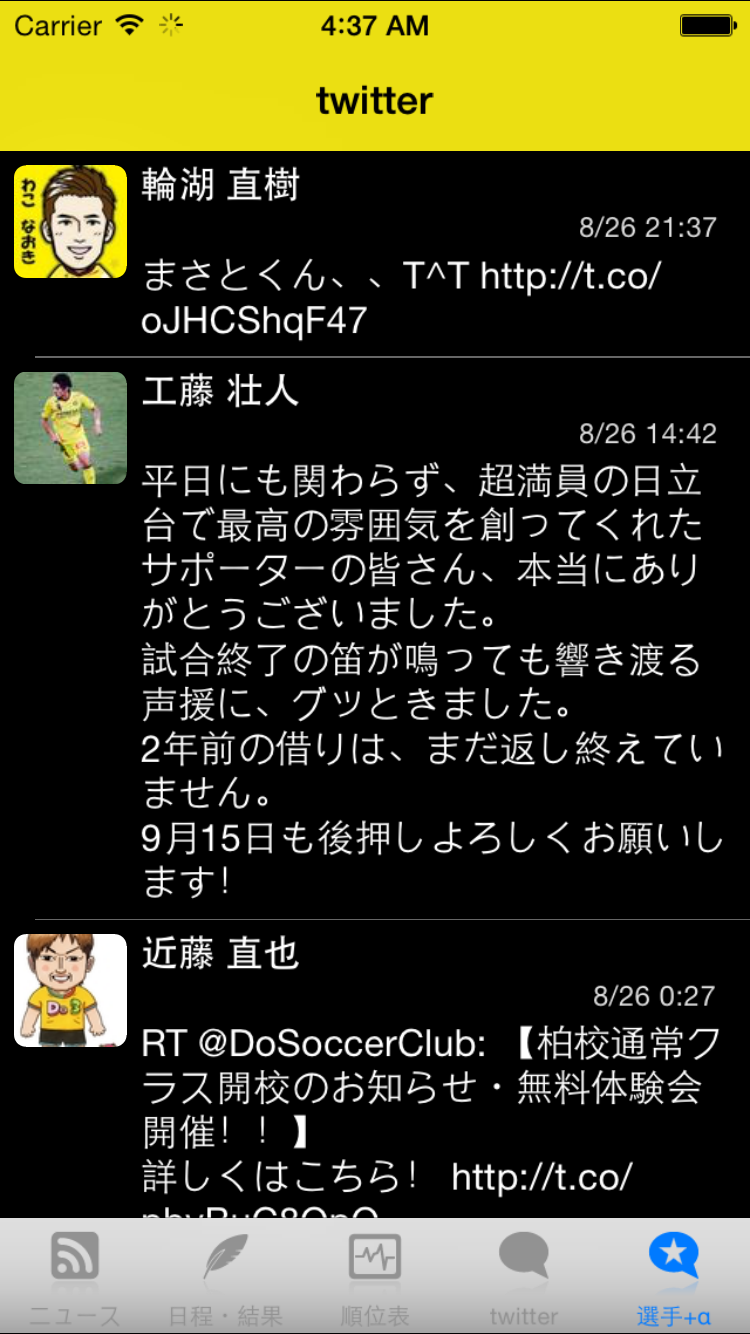 Carrier 4:37 AM
twitter
わこ なおき
輪湖 直樹
8/26 21:37
まさとくん、、T^T http://t.co/
oJHCShqF47
工藤 壮人
8/26 14:42
平日にも関わらず、超満員の日立
台で最高の雰囲気を創ってくれた
サポーターの皆さん、本当にあり
がとうございました。
試合終了の笛が鳴っても響き渡る
声援に、グッときました。
2年前の借りは、まだ返し終えてい
ません。
9月15日も後押しよろしくお願いし
ます！
近藤 直也
8/26 0:27
RT @DoSoccerClub: 【柏校通常ク
ラス開校のお知らせ・無料体験会
開催！！】
詳しくはこちら！ http://t.co/
ニュース 日程・結果 順位表 twitter 選手+α